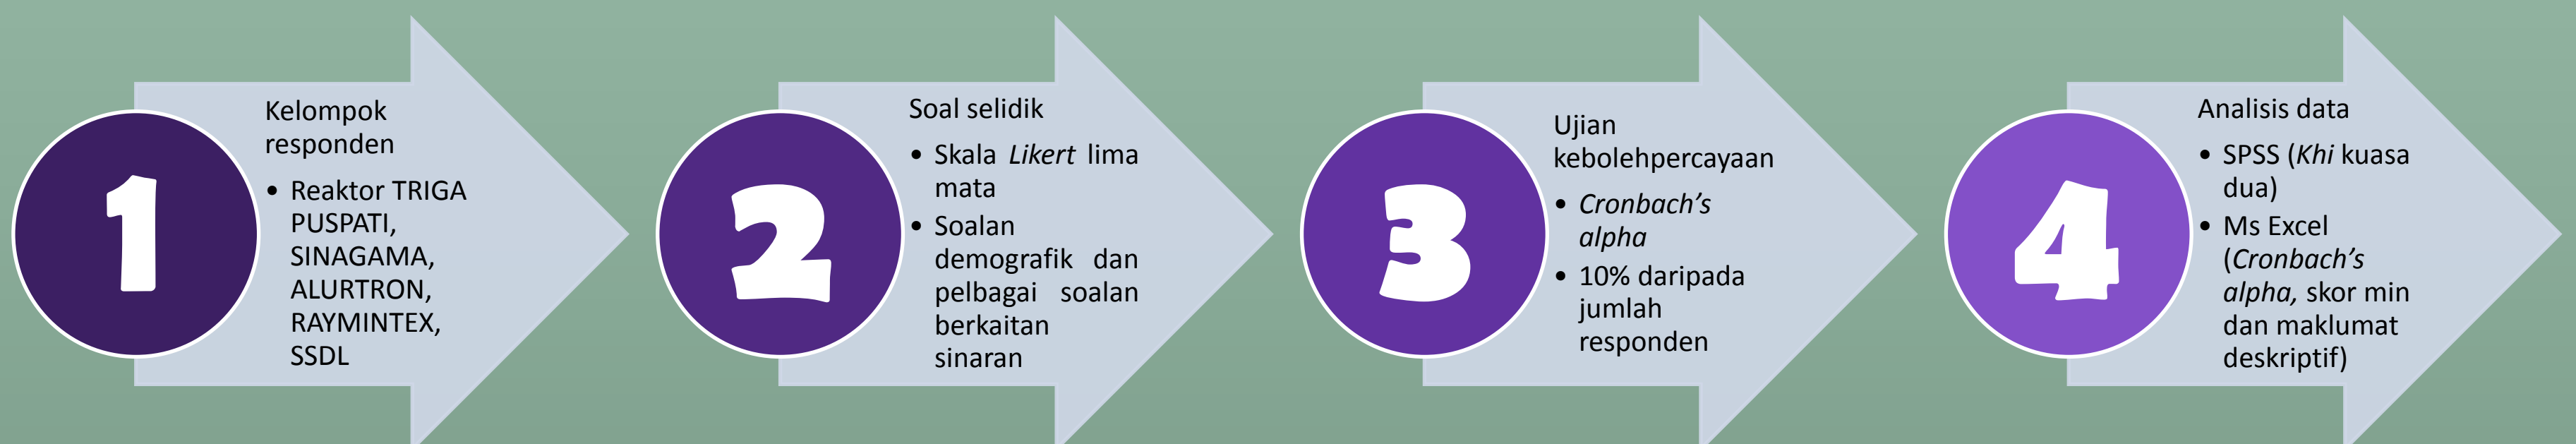 1
Kelompok
responden
• Reaktor TRIGA
PUSPATI,
SINAGAMA,
ALURTRON,
RAYMINTEX,
SSDL
2
Soal selidik
• Skala Likert lima
mata
• Soalan
demografik dan
pelbagai soalan
berkaitan
sinaran
3
Ujian
kebolehpercayaan
• Cronbach’s
alpha
• 10% daripada
jumlah
responden
4
Analisis data
• SPSS (Khi kuasa
dua)
• Ms Excel
(Cronbach’s
alpha, skor min
dan maklumat
deskriptif)